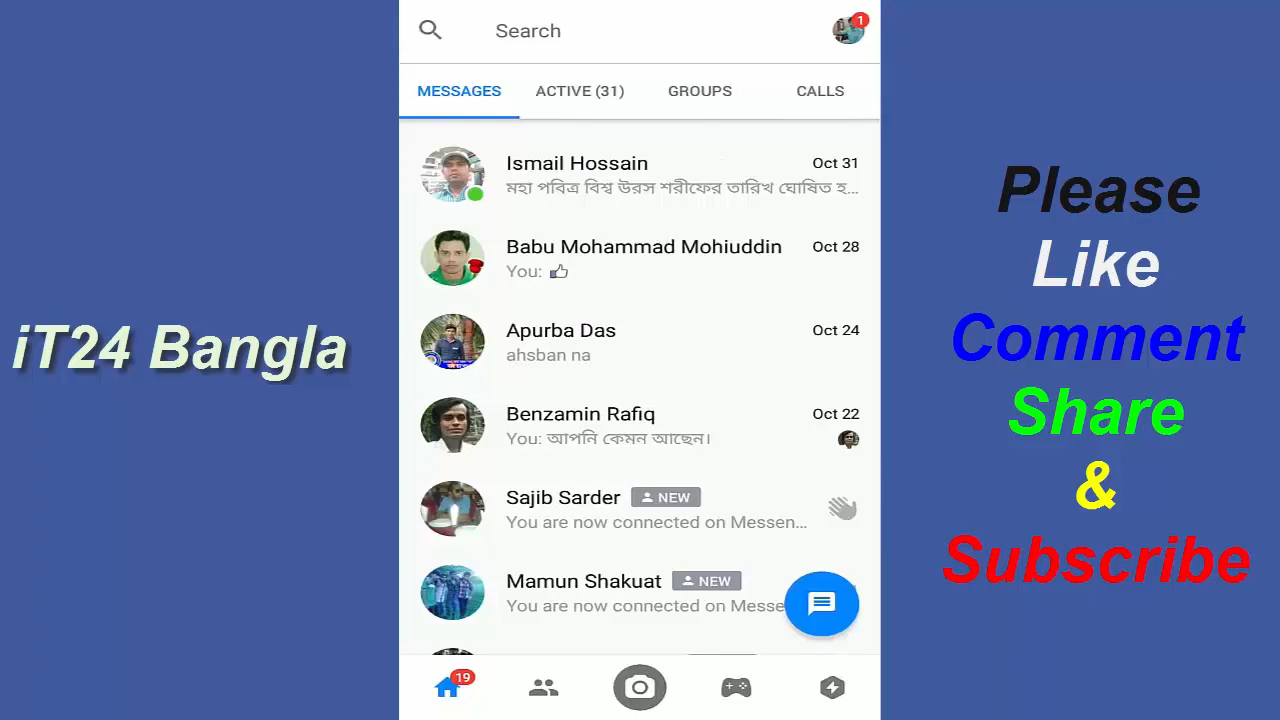 iT24 Bangla
Search
1
MESSAGES
ACTIVE (31)
GROUPS
CALLS
Ismail Hossain
Oct 31
মহা পবিত্র বিশ্ব উরস শরীফের তারিখ ঘোষিত হ...
Babu Mohammad Mohiuddin
Oct 28
You:
Apurba Das
Oct 24
ahsban na
Benzamin Rafiq
Oct 22
You: আপনি কেমন আছেন।
Sajib Sarder
NEW
You are now connected on Messen...
Mamun Shakuat
NEW
You are now connected on Messe
19
Please
Like
Comment
Share
&
Subscribe